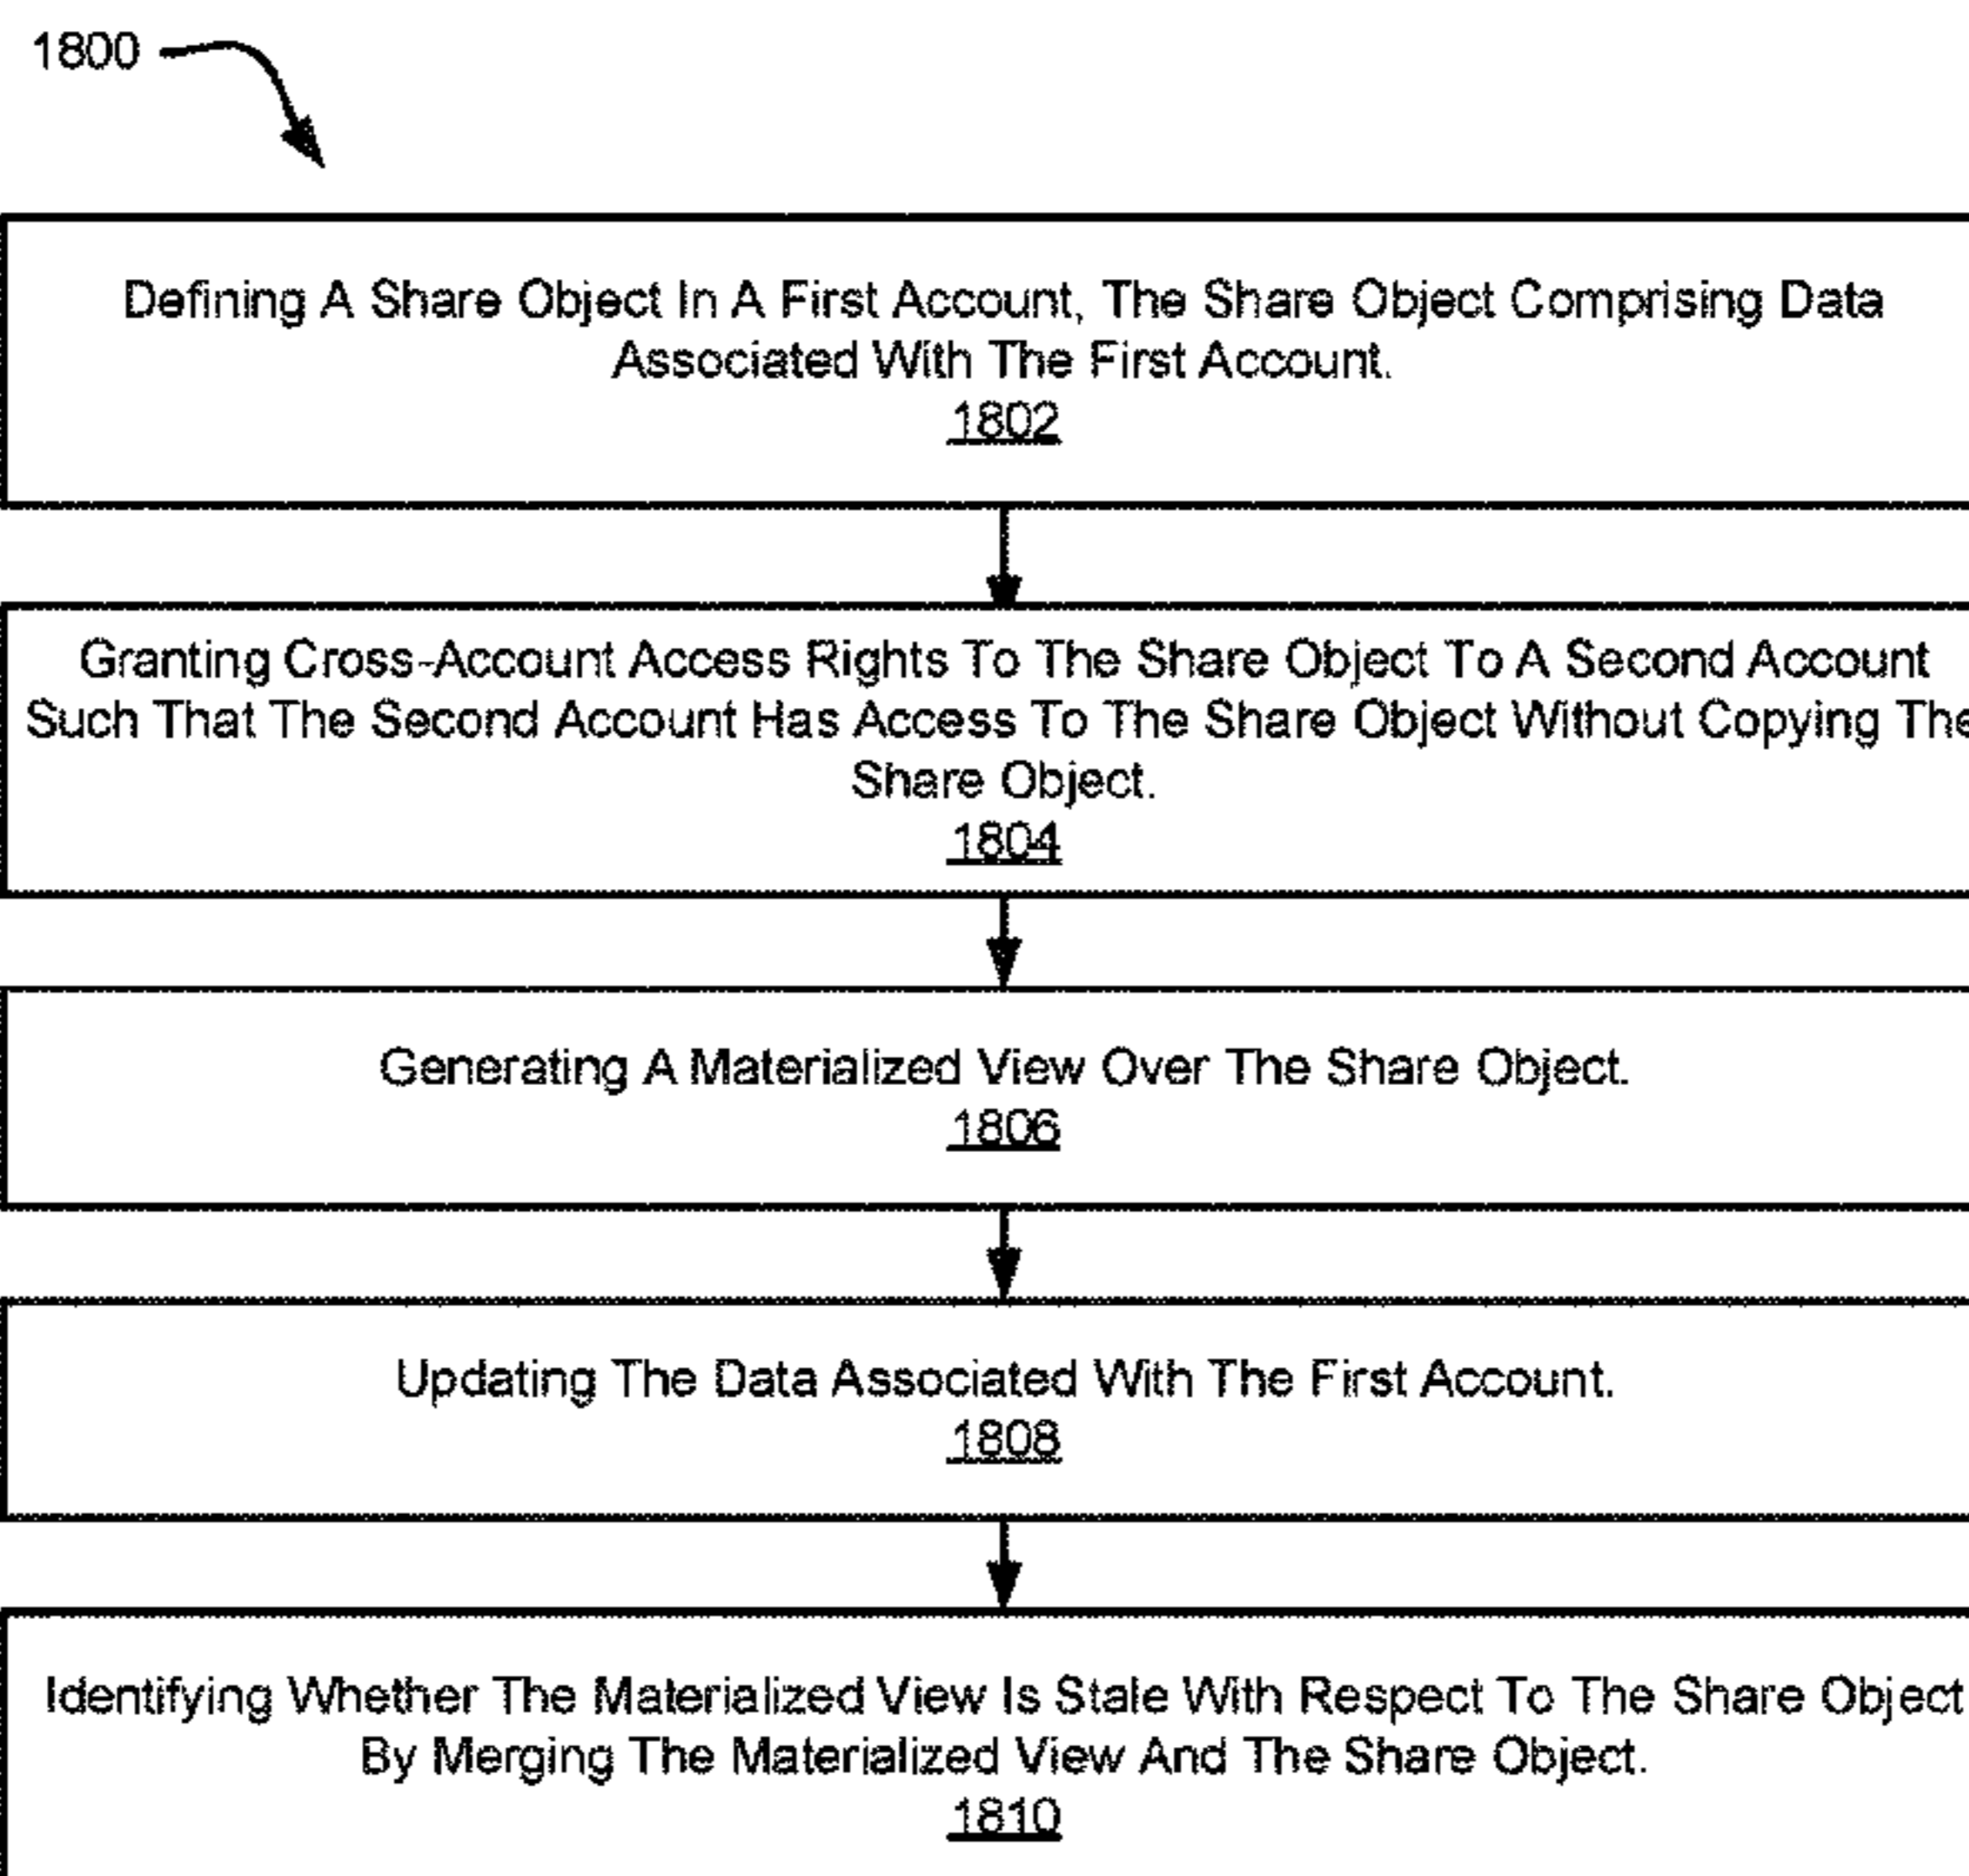 1800
Defining A Share Object In A First Account, The Share Object Comprising Data
Associated With The First Account.
1802
Granting Cross-Account Access Rights To The Share Object To A Second Account
Such That The Second Account Has Access To The Share Object Without Copying The
Share Object.
1804
Generating A Materialized View Over The Share Object.
1806
Updating The Data Associated With The First Account.
1808
Identifying Whether The Materialized View Is Stale With Respect To The Share Object
By Merging The Materialized View And The Share Object.
1810